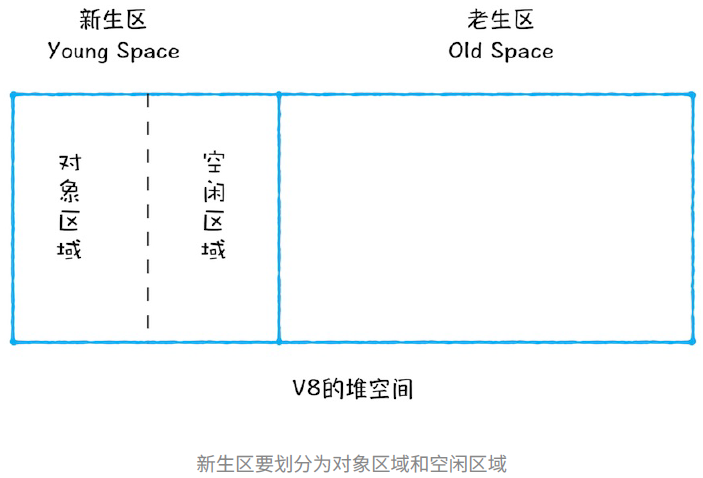 新生区
Young Space
老生区
Old Space
对象区域
空闲区域
V8的堆空间
新生区要划分为对象区域和空闲区域